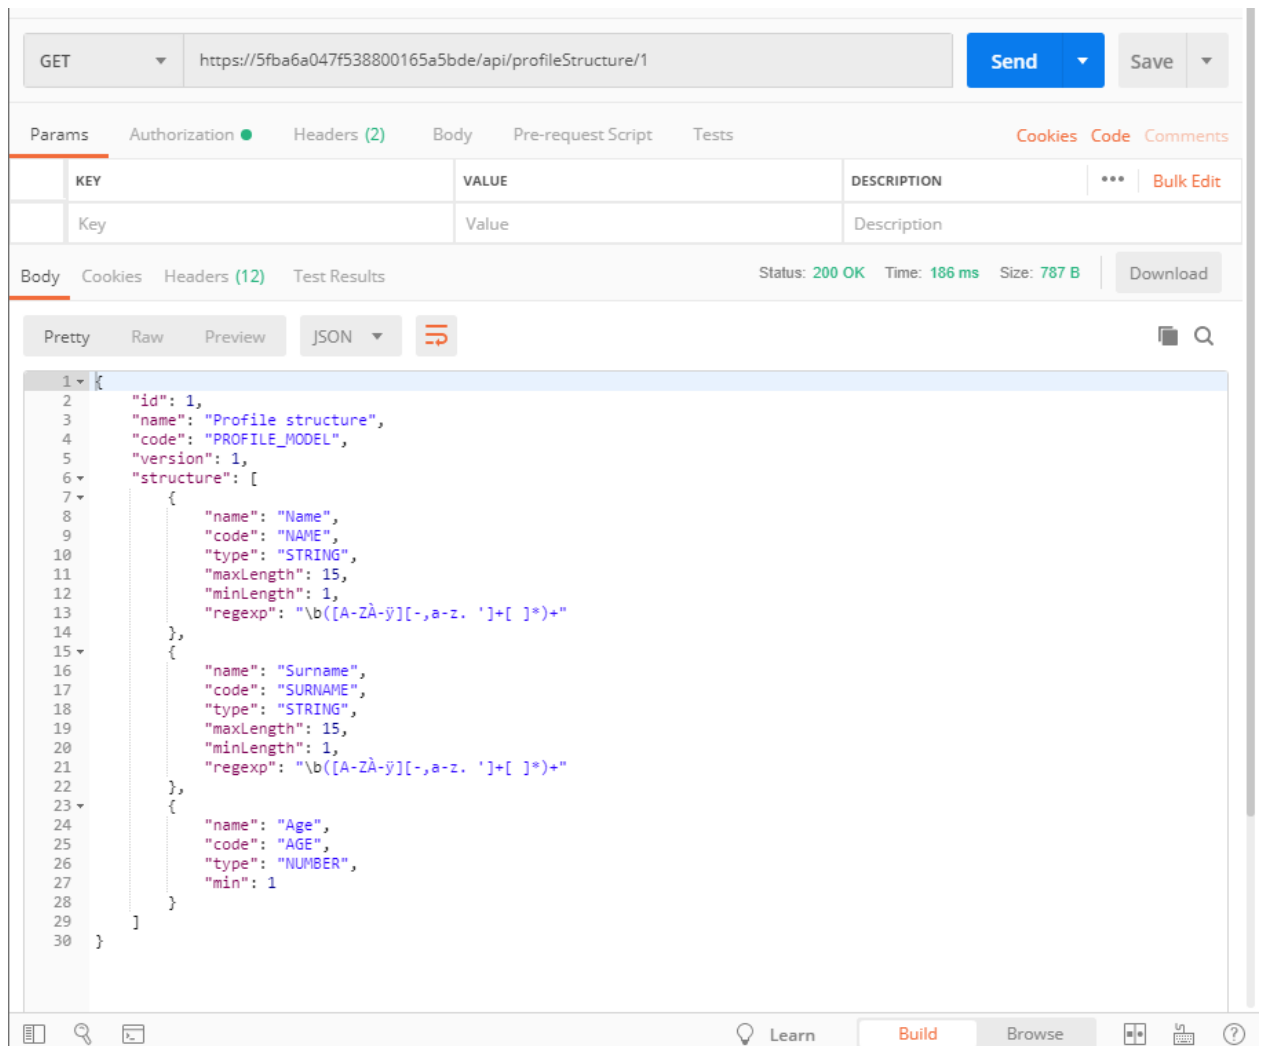 GET https://5fba6a047f538800165a5bde/api/profileStructure/1 Send Save
Params Authorization Headers (2) Body Pre-request Script Tests Cookies Code Comments
KEY VALUE DESCRIPTION ••• Bulk Edit
Key Value Description
Body Cookies Headers (12) Test Results Status: 200 OK Time: 186 ms Size: 787 B Download
Pretty Raw Preview JSON
1 {
2 "id": 1,
3 "name": "Profile structure",
4 "code": "PROFILE_MODEL",
5 "version": 1,
6 "structure": [
7 {
8 "name": "Name",
9 "code": "NAME",
10 "type": "STRING",
11 "maxLength": 15,
12 "minLength": 1,
13 "regexp": "\b([A-ZÀ-ÿ][-,a-z. ']+[ ]*)+"
14 },
15 {
16 "name": "Surname",
17 "code": "SURNAME",
18 "type": "STRING",
19 "maxLength": 15,
20 "minLength": 1,
21 "regexp": "\b([A-ZÀ-ÿ][-,a-z. ']+[ ]*)+"
22 },
23 {
24 "name": "Age",
25 "code": "AGE",
26 "type": "NUMBER",
27 "min": 1
28 }
29 ]
30 }
Learn Build Browse